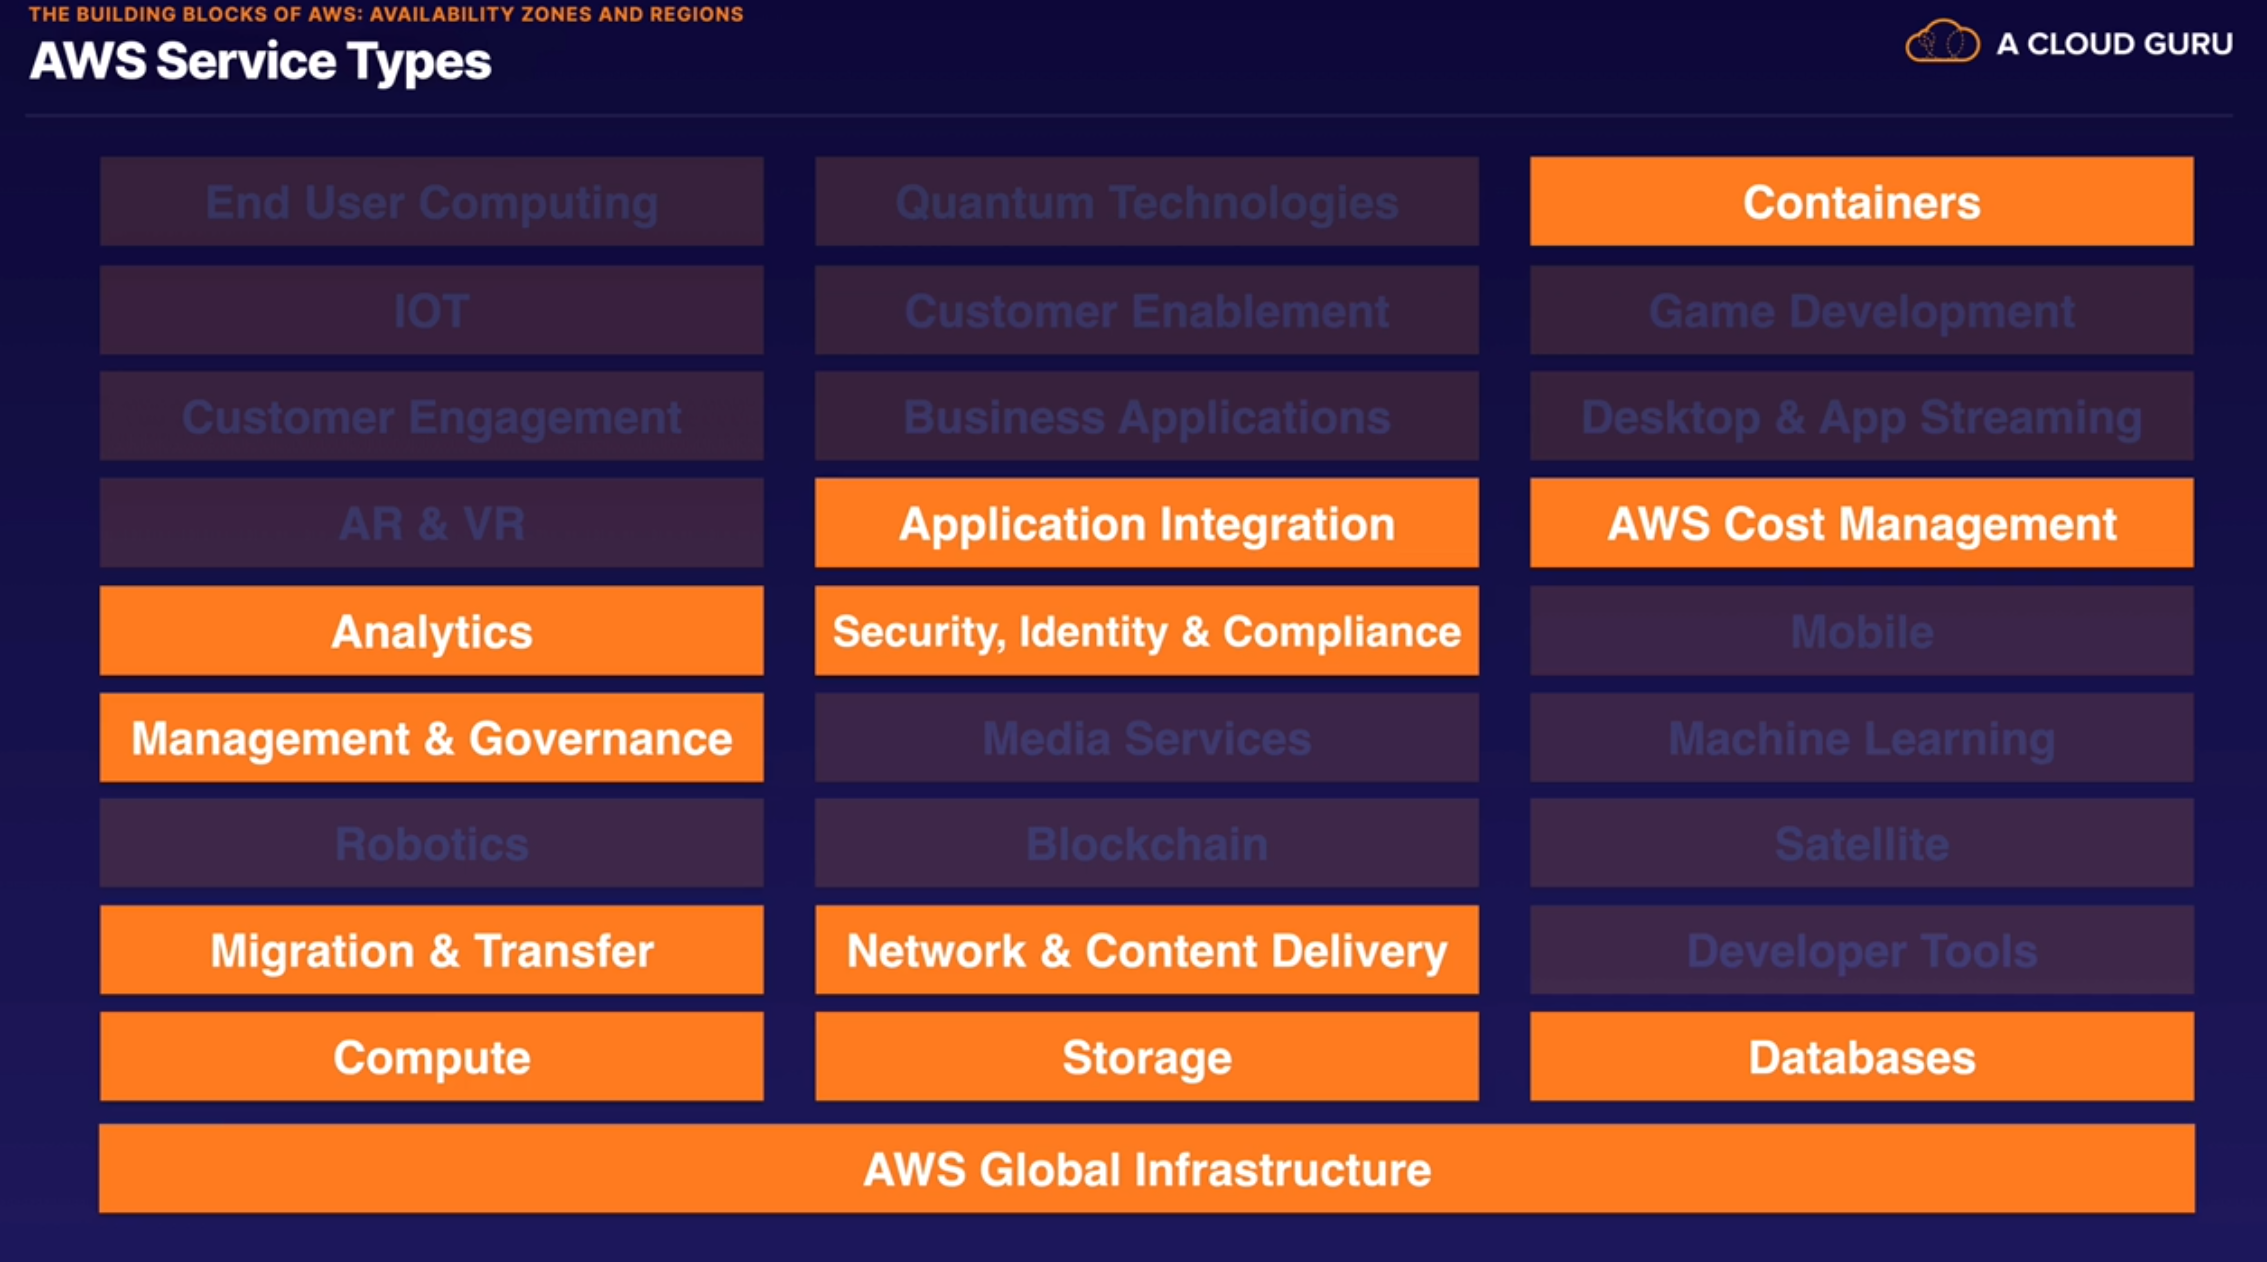 THE BUILDING BLOCKS OF AWS: AVAILABILITY ZONES AND REGIONS
AWS Service Types
A CLOUD GURU
End User Computing
Quantum Technologies
Containers
IOT
Customer Enablement
Game Development
Customer Engagement
Business Applications
Desktop & App Streaming
AR & VR
Application Integration
AWS Cost Management
Analytics
Security, Identity & Compliance
Mobile
Management & Governance
Media Services
Machine Learning
Robotics
Blockchain
Satellite
Migration & Transfer
Network & Content Delivery
Developer Tools
Compute
Storage
Databases
AWS Global Infrastructure